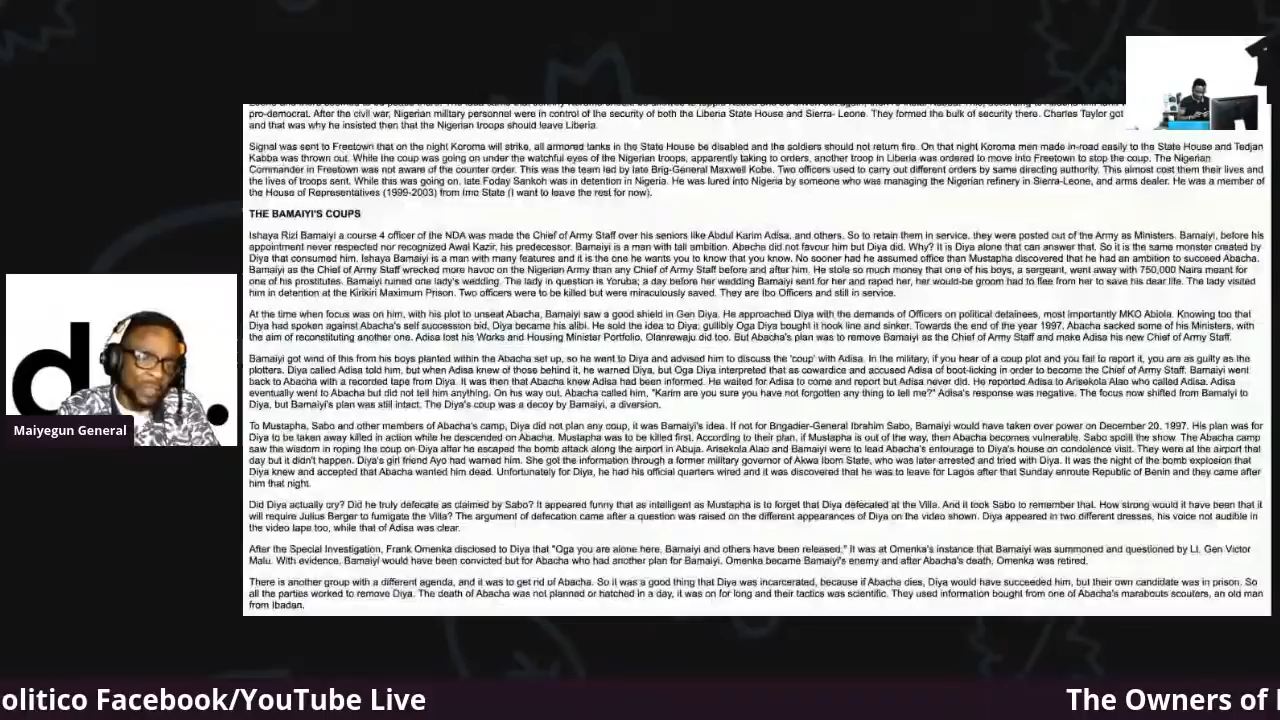 pro-democrat. After the civil war, Nigerian military personnel were in control of the security of both the Liberia State House and Sierra- Leone. They formed the bulk of security there. Charles Taylor got
and that was why he insisted then that the Nigerian troops should leave Liberia.
Signal was sent to Freetown that on the night Koroma will strike, all armored tanks in the State House be disabled and the soldiers should not return fire. On that night Koroma men made in-road easily to the State House and Tedjan
Kabba was thrown out. While the coup was going on under the watchful eyes of the Nigerian troops, apparently taking to orders, another troop in Liberia was ordered to move into Freetown to stop the coup. The Nigerian
Commander in Freetown was not aware of the counter order. This was the team led by late Brig-General Maxwell Kobe. Two officers used to carry out different orders by same directing authority. This almost cost them their lives and
the lives of troops sent. While this was going on, late Foday Sankoh was in detention in Nigeria. He was lured into Nigeria by someone who was managing the Nigerian refinery in Sierra-Leone, and arms dealer. He was a member of
the House of Representatives (1999-2003) from Imo State (I want to leave the rest for now).
THE BAMAIYI'S COUPS
Ishaya Rizi Bamaiyi a course 4 officer of the NDA was made the Chief of Army Staff over his seniors like Abdul Karim Adisa, and others. So to retain them in service, they were posted out of the Army as Ministers. Bamaiyi, before his
appointment never respected nor recognized Awal Kazir, his predecessor. Bamaiyi is a man with tall ambition. Abacha did not favour him but Diya did. Why? It is Diya alone that can answer that. So it is the same monster created by
Diya that consumed him. Ishaya Bamaiyi is a man with many features and it is the one he wants you to know that you know. No sooner had he assumed office than Mustapha discovered that he had an ambition to succeed Abacha.
Bamaiyi as the Chief of Army Staff wrecked more havoc on the Nigerian Army than any Chief of Army Staff before and after him. He stole so much money that one of his boys, a sergeant, went away with 750,000 Naira meant for
one of his prostitutes. Bamaiyi ruined one lady's wedding. The lady in question is Yoruba; a day before her wedding Bamaiyi sent for her and raped her, her would-be groom had to flee from her to save his dear life. The lady visited
him in detention at the Kirikiri Maximum Prison. Two officers were to be killed but were miraculously saved. They are Ibo Officers and still in service.
At the time when focus was on him, with his plot to unseat Abacha, Bamaiyi saw a good shield in Gen Diya. He approached Diya with the demands of Officers on political detainees, most importantly MKO Abiola. Knowing too that
Diya had spoken against Abacha's self succession bid, Diya became his alibi. He sold the idea to Diya; gullibly Oga Diya bought it hook line and sinker. Towards the end of the year 1997, Abacha sacked some of his Ministers, with
the aim of reconstituting another one. Adisa lost his Works and Housing Minister Portfolio, Olanrewaju did too. But Abacha's plan was to remove Bamaiyi as the Chief of Army Staff and make Adisa his new Chief of Army Staff.
Bamaiyi got wind of this from his boys planted within the Abacha set up, so he went to Diya and advised him to discuss the 'coup' with Adisa. In the military, if you hear of a coup plot and you fail to report it, you are as guilty as the
plotters. Diya called Adisa told him, but when Adisa knew of those behind it, he warned Diya, but Oga Diya interpreted that as cowardice and accused Adisa of boot-licking in order to become the Chief of Army Staff. Bamaiyi went
back to Abacha with a recorded tape from Diya. It was then that Abacha knew Adisa had been informed. He waited for Adisa to come and report but Adisa never did. He reported Adisa to Arisekola Alao who called Adisa. Adisa
eventually went to Abacha but did not tell him anything. On his way out, Abacha called him, "Karim are you sure you have not forgotten any thing to tell me?" Adisa's response was negative. The focus now shifted from Bamaiyi to
Diya, but Bamaiyi's plan was still intact. The Diya's coup was a decoy by Bamaiyi, a diversion.
To Mustapha, Sabo and other members of Abacha's camp, Diya did not plan any coup, it was Bamaiyi's idea. If not for Brigadier-General Ibrahim Sabo, Bamaiyi would have taken over power on December 20, 1997. His plan was for
Diya to be taken away killed in action while he descended on Abacha. Mustapha was to be killed first. According to their plan, if Mustapha is out of the way, then Abacha becomes vulnerable. Sabo spoill the show. The Abacha camp
saw the wisdom in roping the coup on Diya after he escaped the bomb attack along the airport in Abuja. Arisekola Alao and Bamaiyi were to lead Abacha's entourage to Diya's house on condolence visit. They were at the airport that
day but it didn't happen. Diya's girl friend Ayo had warned him. She got the information through a former military governor of Akwa Ibom State, who was later arrested and tried with Diya. It was the night of the bomb explosion that
Diya knew and accepted that Abacha wanted him dead. Unfortunately for Diya, he had his official quarters wired and it was discovered that he was to leave for Lagos after that Sunday enroute Republic of Benin and they came after
him that night.
Did Diya actually cry? Did he truly defecate as claimed by Sabo? It appeared funny that as intelligent as Mustapha is to forget that Diya defecated at the Villa. And it took Sabo to remember that. How strong would it have been that it
will require Julius Berger to fumigate the Villa? The argument of defecation came after a question was raised on the different appearances of Diya on the video shown. Diya appeared in two different dresses, his voice not audible in
the video tape too, while that of Adisa was clear.
After the Special Investigation, Frank Omenka disclosed to Diya that "Oga you are alone here, Bamaiyi and others have been released;" It was at Omenka's instance that Bamaiyi was summoned and questioned by Lt. Gen Victor
Malu. With evidence, Bamaiyi would have been convicted but for Abacha who had another plan for Bamaiyi. Omenka became Bamaiyi's enemy and after Abacha's death, Omenka was retired.
There is another group with a different agenda, and it was to get rid of Abacha. So it was a good thing that Diya was incarcerated, because if Abacha dies, Diya would have succeeded him, but their own candidate was in prison. So
all the parties worked to remove Diya. The death of Abacha was not planned or hatched in a day, it was on for long and their tactics was scientific. They used information bought from one of Abacha's marabouts scouters, an old man
from Ibadan.
d.
Maiyegun General
olitico Facebook/YouTube Live
The Owners of